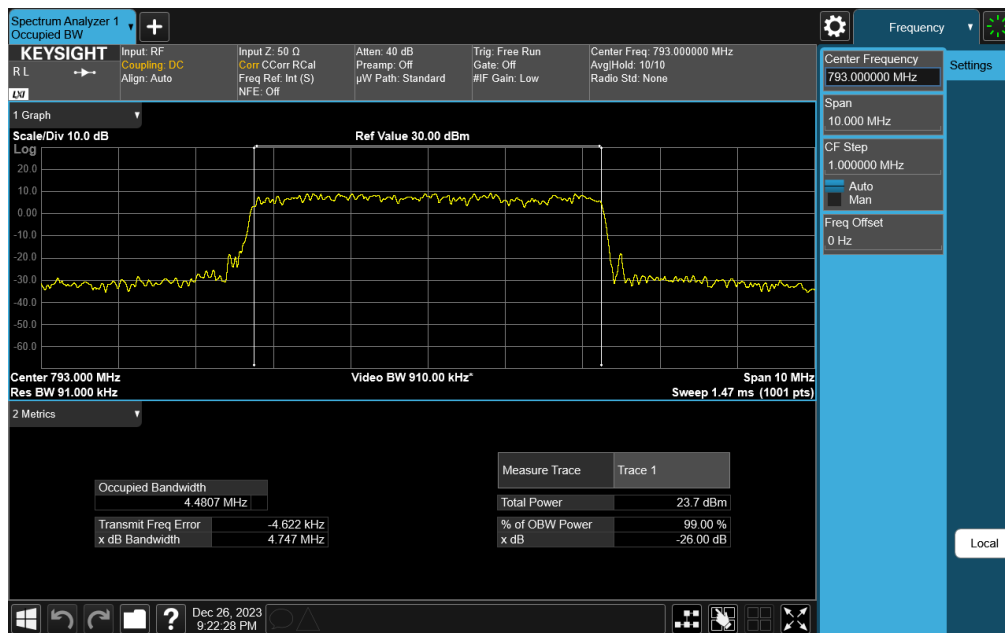 Spectrum Analyzer 1
Occupied BW
Frequency
KEYSIGHT
R L
LXI
Input: RF
Coupling: DC
Align: Auto
Input Z: 50 Ω
Corr CCorr RCal
Freq Ref: Int (S)
NFE: Off
Atten: 40 dB
Preamp: Off
µW Path: Standard
Trig: Free Run
Gate: Off
#IF Gain: Low
Center Freq: 793.000000 MHz
Avg|Hold: 10/10
Radio Std: None
Center Frequency
793.000000 MHz
Settings
Span
10.000 MHz
CF Step
1.000000 MHz
Auto
Man
Freq Offset
0 Hz
Local
1 Graph
Scale/Div 10.0 dB
Ref Value 30.00 dBm
Log
20.0
10.0
0.00
-10.0
-20.0
-30.0
-40.0
-50.0
-60.0
Center 793.000 MHz
Video BW 910.00 kHz*
Span 10 MHz
Res BW 91.000 kHz
Sweep 1.47 ms (1001 pts)
2 Metrics
Measure Trace Trace 1
Occupied Bandwidth
4.4807 MHz
Total Power 23.7 dBm
Transmit Freq Error -4.622 kHz
% of OBW Power 99.00 %
x dB Bandwidth 4.747 MHz
x dB -26.00 dB
Dec 26, 2023
9:22:28 PM